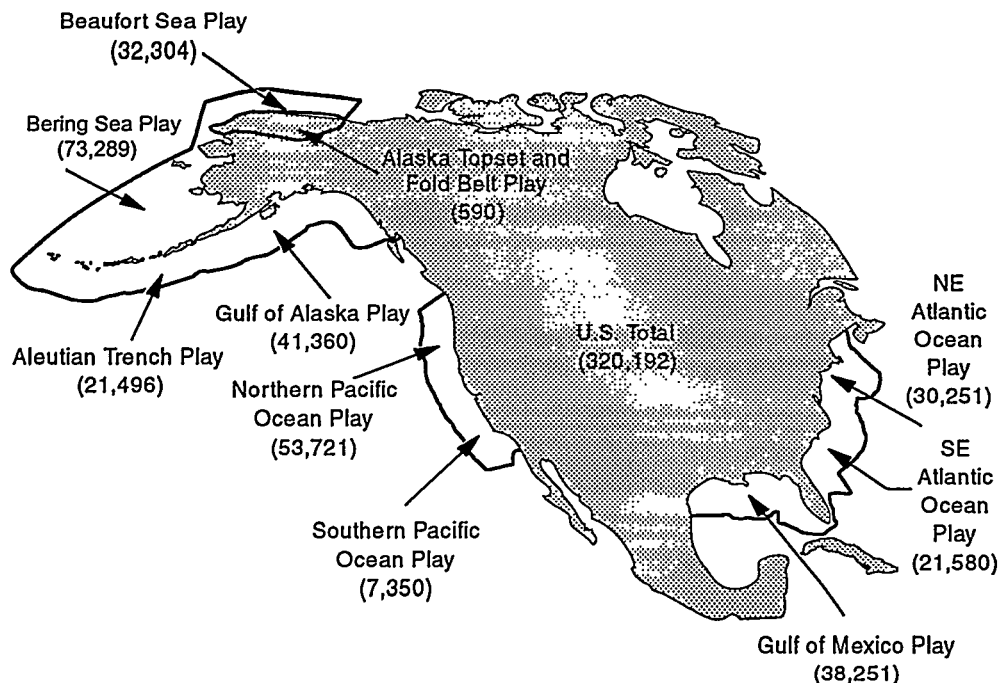 Beaufort Sea Play
(32,304)
Bering Sea Play
(73,289)
Alaska Topset and
Fold Belt Play
(590)
Gulf of Alaska Play
(41,360)
Aleutian Trench Play
(21,496)
Northern Pacific
Ocean Play
(53,721)
Southern Pacific
Ocean Play
(7,350)
U.S. Total
(320,192)
NE
Atlantic
Ocean
Play
(30,251)
SE
Atlantic
Ocean
Play
(21,580)
Gulf of Mexico Play
(38,251)